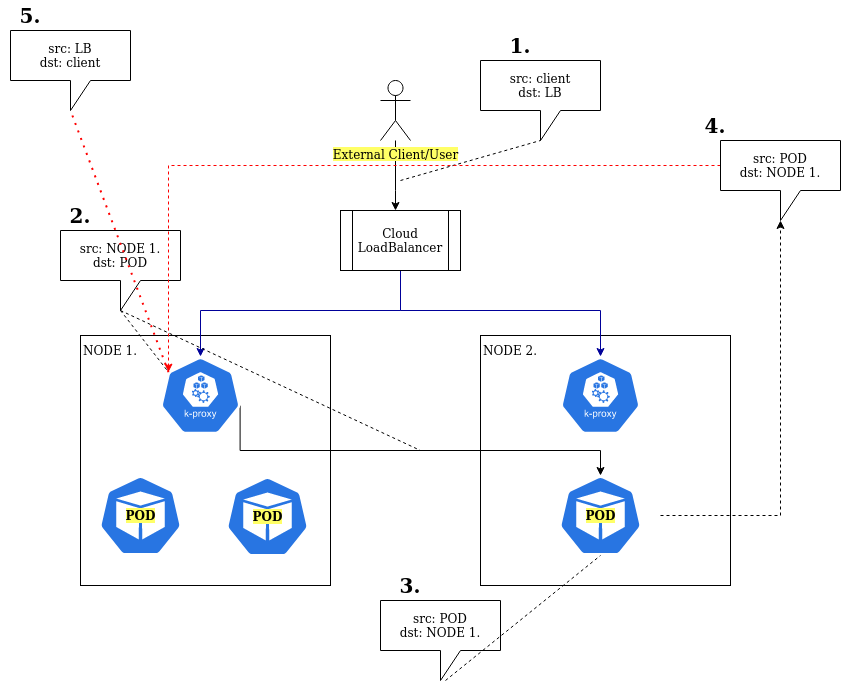 5.
src: LB
dst: client
1.
src: client
dst: LB
External Client/User
4.
src: POD
dst: NODE 1.
2.
src: NODE 1.
dst: POD
Cloud
LoadBalancer
NODE 1.
NODE 2.
k-proxy
k-proxy
POD
POD
POD
3.
src: POD
dst: NODE 1.